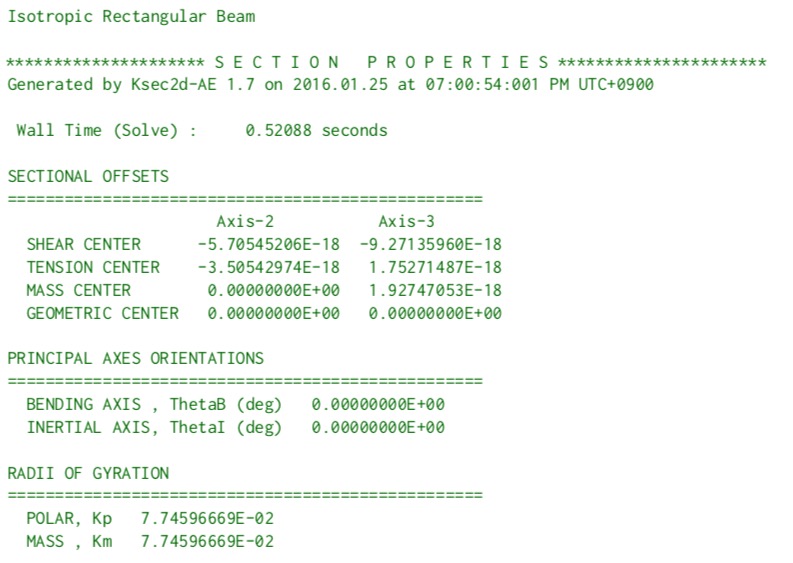 Isotropic Rectangular Beam
********************* S E C T I O N   P R O P E R T I E S **********************
Generated by Ksec2d-AE 1.7 on 2016.01.25 at 07:00:54:001 PM UTC+0900
Wall Time (Solve) :     0.52088 seconds
SECTIONAL OFFSETS
==================================================
Axis-2           Axis-3
SHEAR CENTER      -5.70545206E-18  -9.27135960E-18
TENSION CENTER    -3.50542974E-18   1.75271487E-18
MASS CENTER        0.00000000E+00   1.92747053E-18
GEOMETRIC CENTER   0.00000000E+00   0.00000000E+00
PRINCIPAL AXES ORIENTATIONS
==================================================
BENDING AXIS , ThetaB (deg)   0.00000000E+00
INERTIAL AXIS, ThetaI (deg)   0.00000000E+00
RADII OF GYRATION
==================================================
POLAR, Kp   7.74596669E-02
MASS , Km   7.74596669E-02